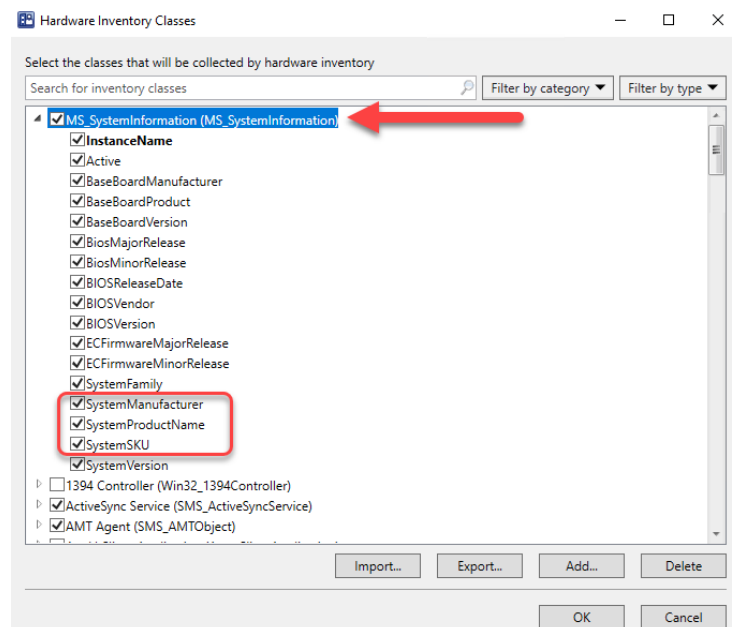 Hardware Inventory Classes
Select the classes that will be collected by hardware inventory
Search for inventory classes Filter by category Filter by type
MS_SystemInformation (MS_SystemInformation)
InstanceName
Active
BaseBoardManufacturer
BaseBoardProduct
BaseBoardVersion
BiosMajorRelease
BiosMinorRelease
BIOSReleaseDate
BIOSVendor
BIOSVersion
ECFirmwareMajorRelease
ECFirmwareMinorRelease
SystemFamily
SystemManufacturer
SystemProductName
SystemSKU
SystemVersion
1394 Controller (Win32_1394Controller)
ActiveSync Service (SMS_ActiveSyncService)
AMT Agent (SMS_AMTObject)
Import... Export... Add... Delete
OK Cancel